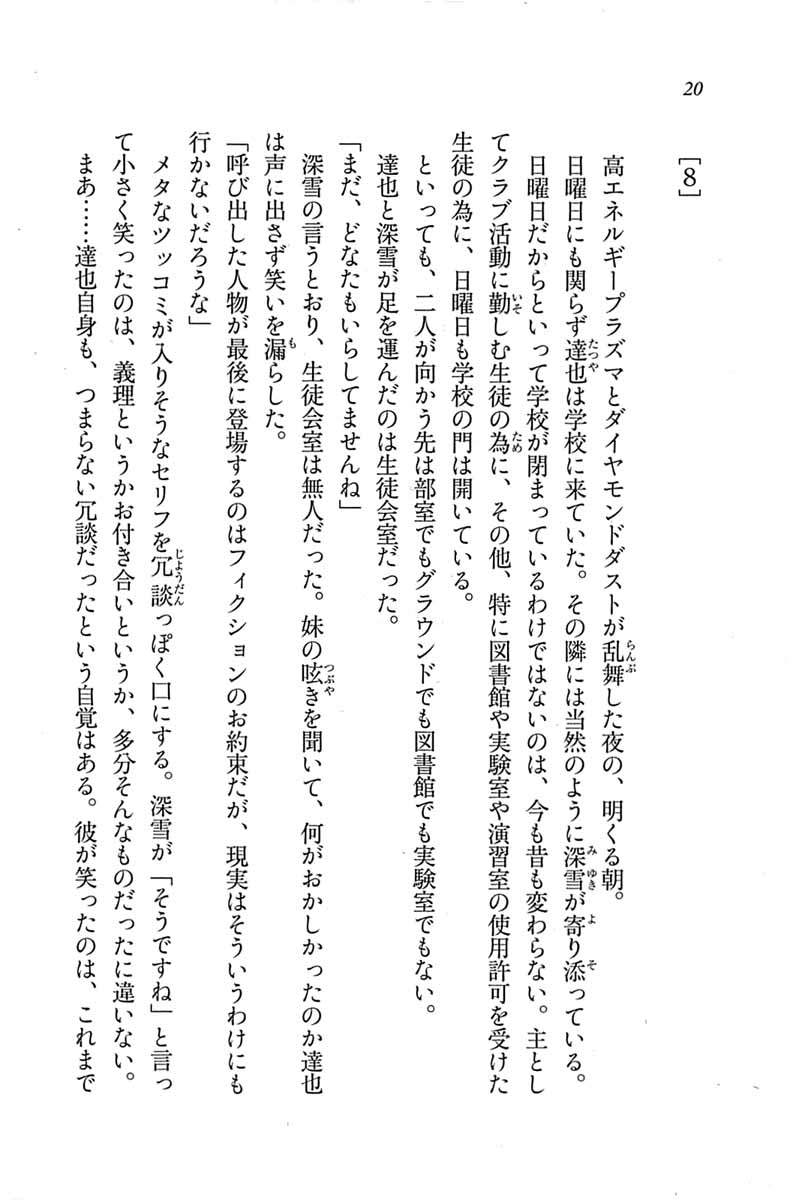 20
[8]
高エネルギープラズマとダイヤモンドダストが乱舞した夜の、明くる朝。
日曜日にも関らず達也は学校に来ていた。その隣には当然のように深雪が寄り添っている。
日曜日だからといって学校が閉まっているわけではないのは、今も昔も変わらない。主とし
てクラブ活動に勤しむ生徒の為に、その他、特に図書館や実験室や演習室の使用許可を受けた
生徒の為に、日曜日も学校の門は開いている。
といっても、二人が向かう先は部室でもグラウンドでも図書館でも実験室でもない。
達也と深雪が足を運んだのは生徒会室だった。
「まだ、どなたもいらしてませんね」
深雪の言うとおり、生徒会室は無人だった。妹の呟きを聞いて、何がおかしかったのか達也
は声に出さず笑いを漏らした。
「呼び出した人物が最後に登場するのはフィクションのお約束だが、現実はそういうわけにも
行かないだろうな」
メタなツッコミが入りそうなセリフを冗談っぽく口にする。深雪が「そうですね」と言っ
て小さく笑ったのは、義理というかお付き合いというか、多分そんなものだったに違いない。
まあ……達也自身も、つまらない冗談だったという自覚はある。彼が笑ったのは、これまで